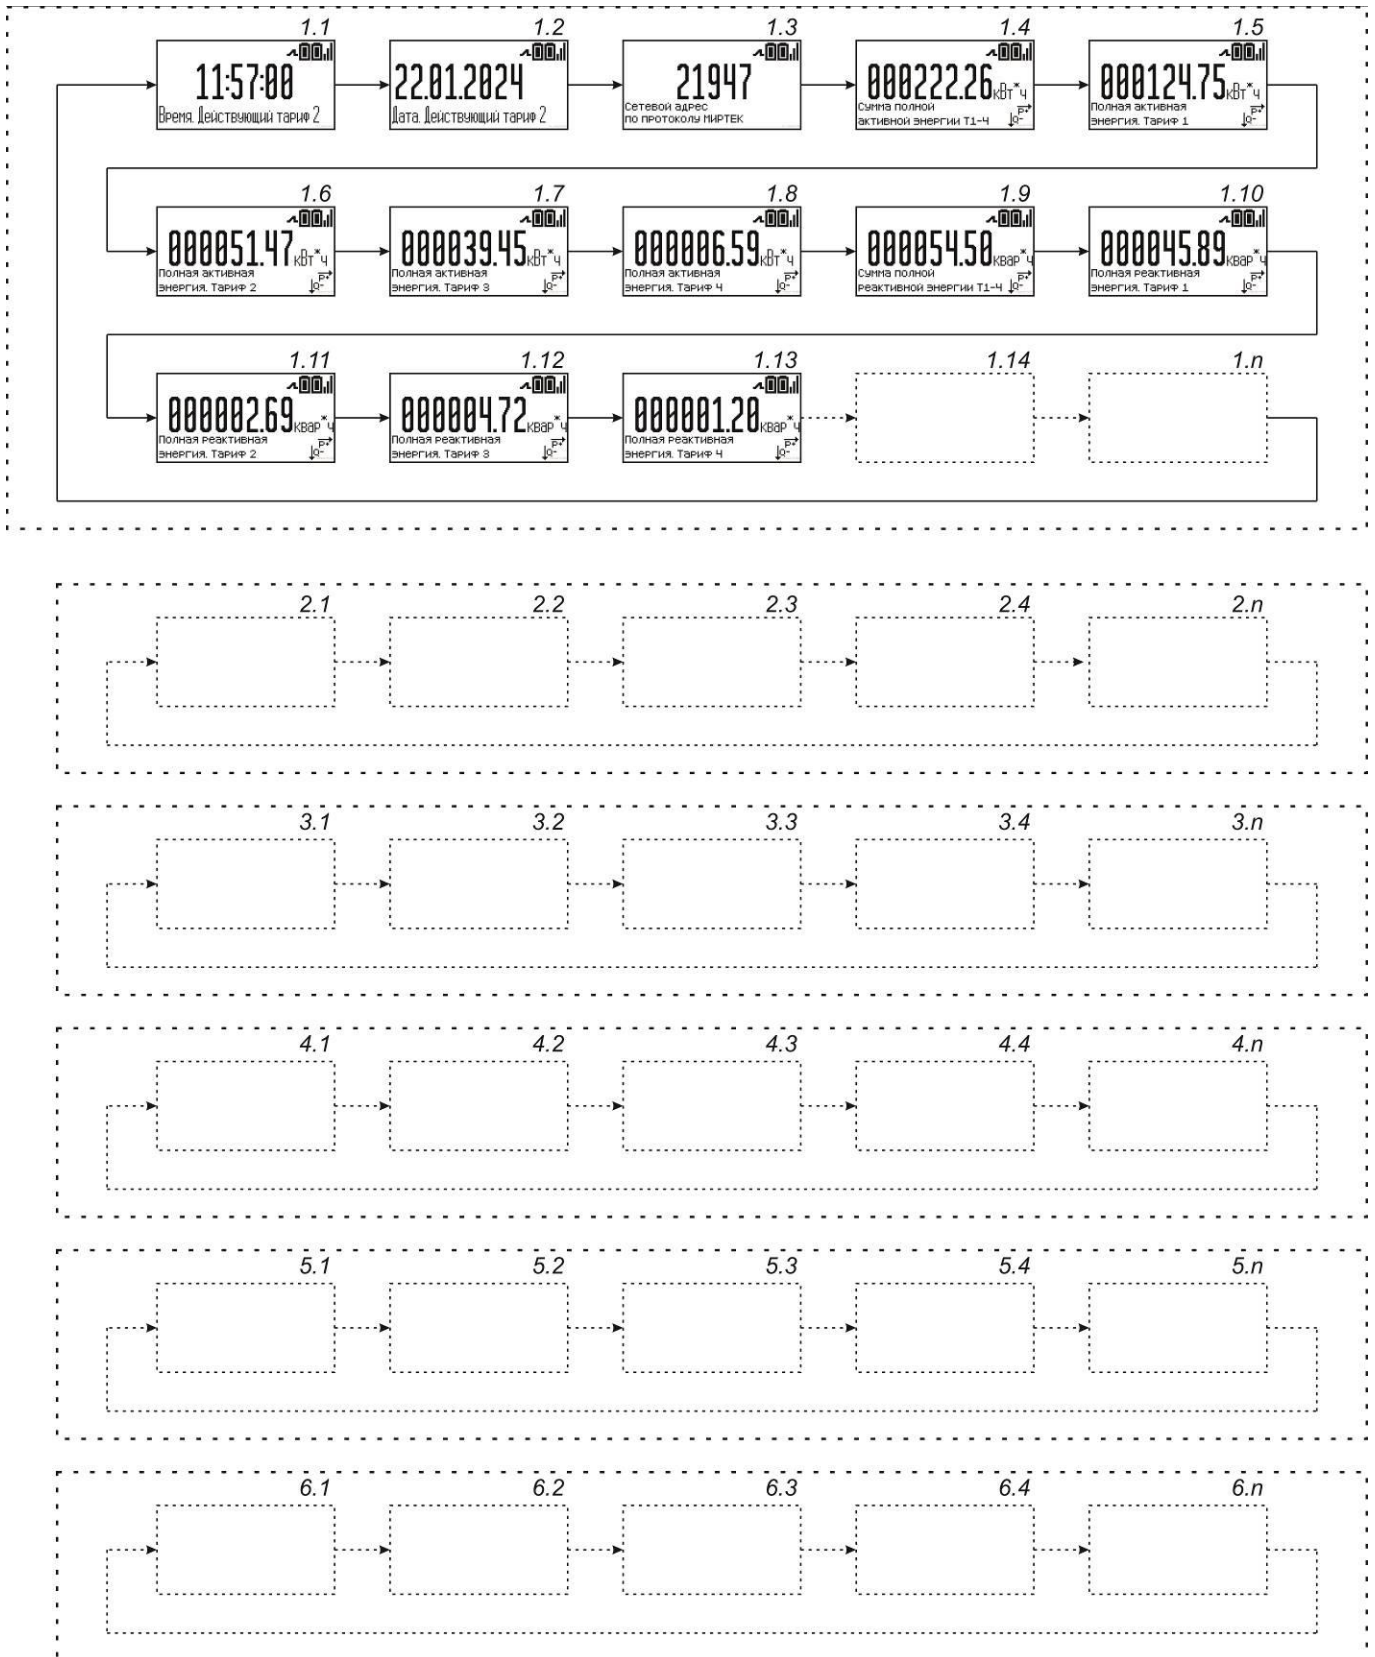 1.1 1.2 1.3 1.4 1.5
11:57:00
Время. Действующий тариф 2
22.01.2024
Дата. Действующий тариф 2
21947
Сетевой адрес
по протоколу МИРТЕК
000222.26 кВт*ч
Сумма полной
активной энергии Т1-4
P+
Q-
000124.75 кВт*ч
Полная активная
энергия. Тариф 1
P+
Q-
1.6 1.7 1.8 1.9 1.10
000051.47 кВт*ч
Полная активная
энергия. Тариф 2
P+
Q-
000039.45 кВт*ч
Полная активная
энергия. Тариф 3
P+
Q-
000006.59 кВт*ч
Полная активная
энергия. Тариф 4
P+
Q-
000054.50 квар*ч
Сумма полной
реактивной энергии Т1-4
P+
Q-
000045.89 квар*ч
Полная реактивная
энергия. Тариф 1
P+
Q-
1.11 1.12 1.13 1.14 1.n
000002.69 квар*ч
Полная реактивная
энергия. Тариф 2
P+
Q-
000004.72 квар*ч
Полная реактивная
энергия. Тариф 3
P+
Q-
000001.20 квар*ч
Полная реактивная
энергия. Тариф 4
P+
Q-
2.1 2.2 2.3 2.4 2.n
3.1 3.2 3.3 3.4 3.n
4.1 4.2 4.3 4.4 4.n
5.1 5.2 5.3 5.4 5.n
6.1 6.2 6.3 6.4 6.n